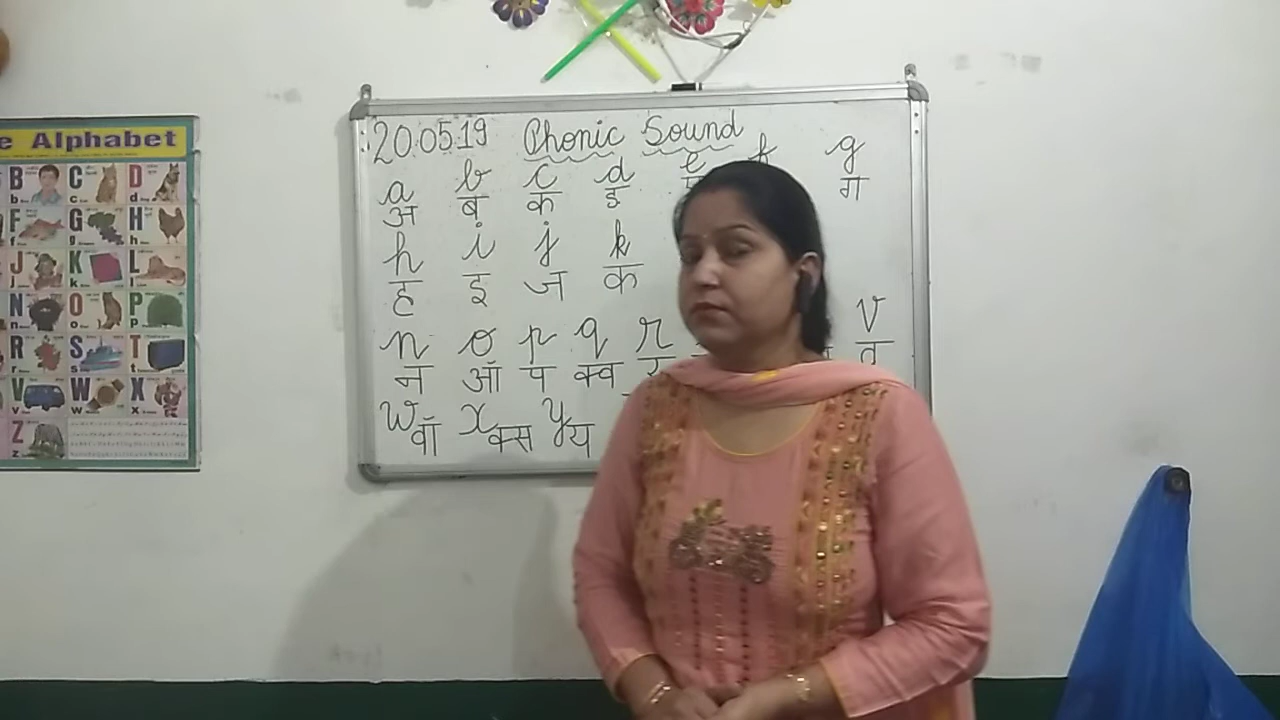 20.05.19 Phonic Sound
a b c d e f g
अ ब क ड ग
h i j k
ह इ ज क
n o p q r v
न ऑ प क्व र व
w x y
वॉ क्स य
e Alphabet
B C D
F G H
J K L
N O P
R S T
V W X
Z